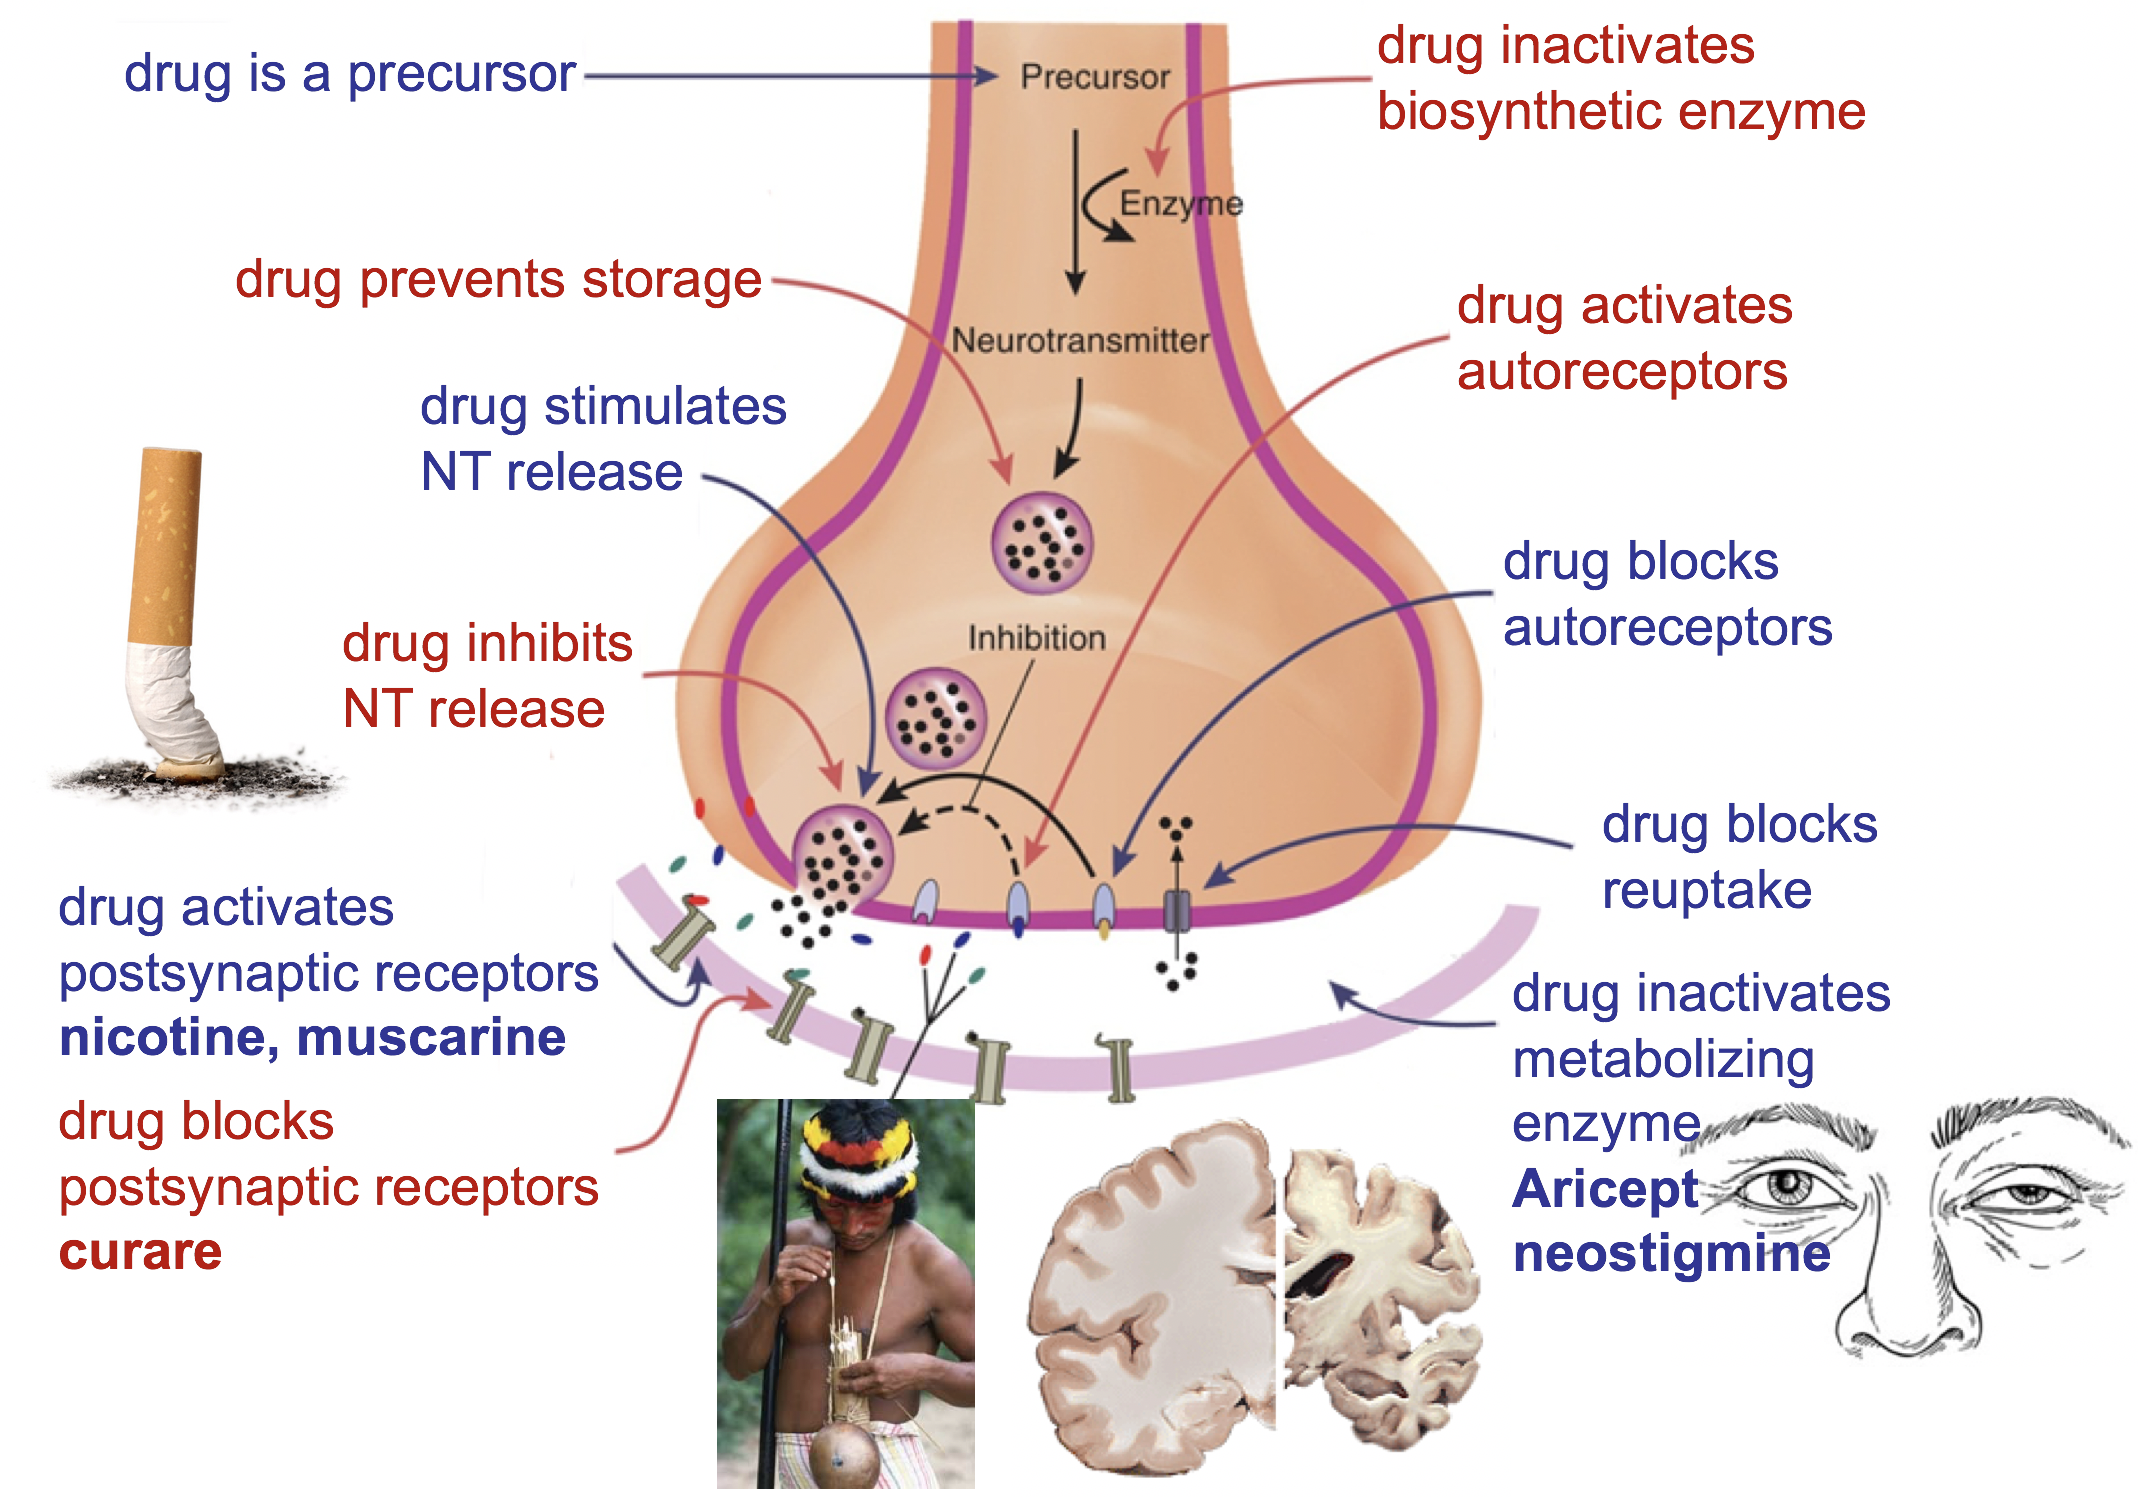 drug is a precursor
Precursor
drug inactivates
biosynthetic enzyme
Enzyme
drug prevents storage
Neurotransmitter
drug activates
autoreceptors
drug stimulates
NT release
drug blocks
autoreceptors
Inhibition
drug inhibits
NT release
drug blocks
reuptake
drug activates
postsynaptic receptors
nicotine, muscarine
drug inactivates
metabolizing
enzyme
Aricept
neostigmine
drug blocks
postsynaptic receptors
curare